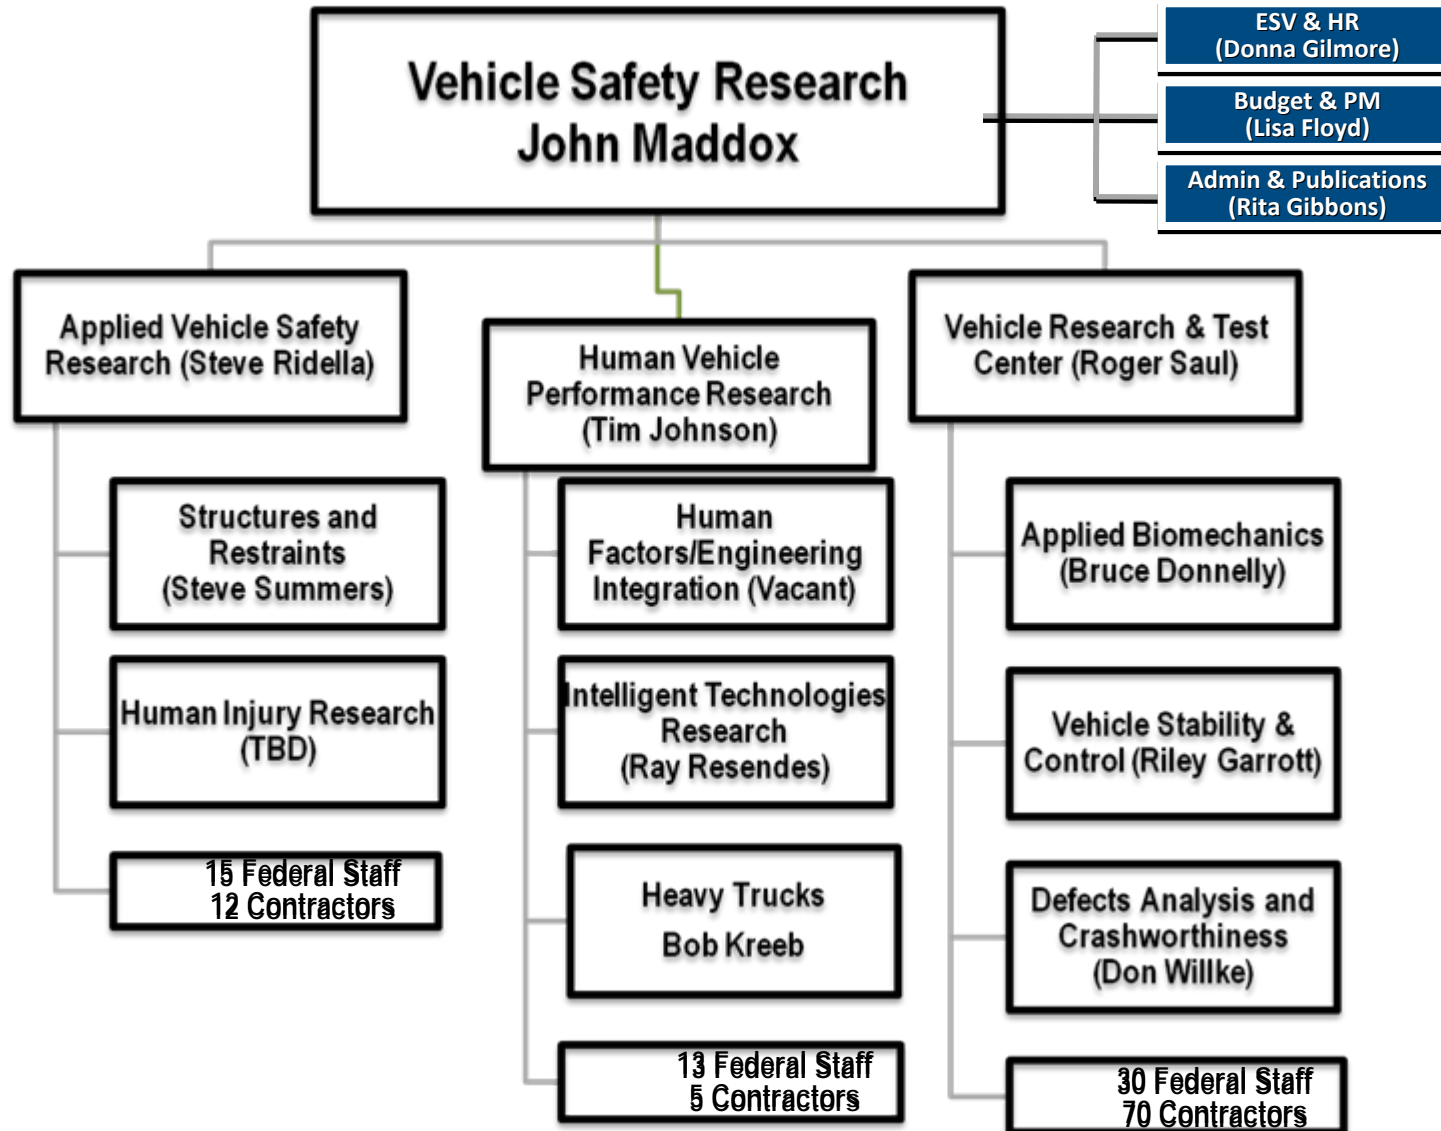 Vehicle Safety Research
John Maddox
ESV & HR
(Donna Gilmore)
Budget & PM
(Lisa Floyd)
Admin & Publications
(Rita Gibbons)
Applied Vehicle Safety
Research (Steve Ridella)
Structures and
Restraints
(Steve Summers)
Human Injury Research
(TBD)
15 Federal Staff
12 Contractors
Human Vehicle
Performance Research
(Tim Johnson)
Human
Factors/Engineering
Integration (Vacant)
Intelligent Technologies
Research
(Ray Resendes)
Heavy Trucks
Bob Kreeb
13 Federal Staff
5 Contractors
Vehicle Research & Test
Center (Roger Saul)
Applied Biomechanics
(Bruce Donnelly)
Vehicle Stability &
Control (Riley Garrott)
Defects Analysis and
Crashworthiness
(Don Willke)
30 Federal Staff
70 Contractors